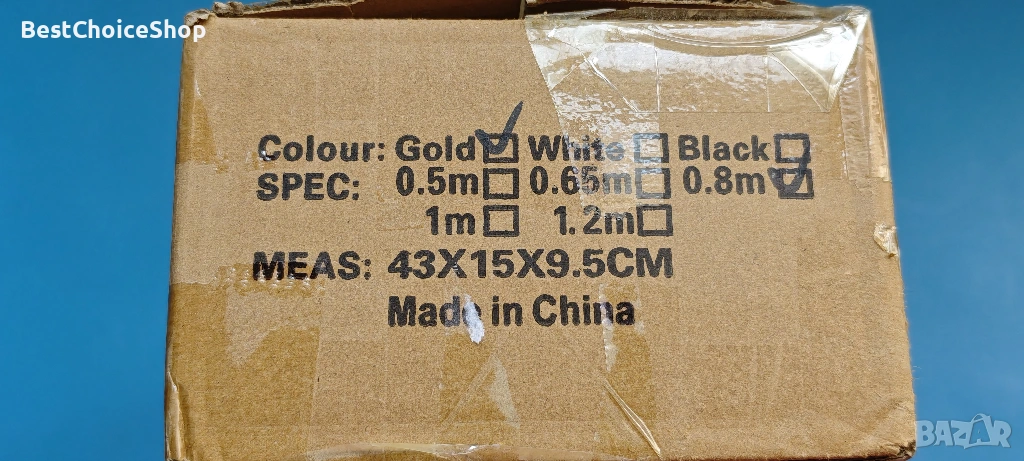 BestChoiceShop
Colour: Gold☑ White☐ Black☐
SPEC: 0.5m☐ 0.65m☐ 0.8m☑
1m☐ 1.2m☐
MEAS: 43X15X9.5CM
Made in China
BAZAR